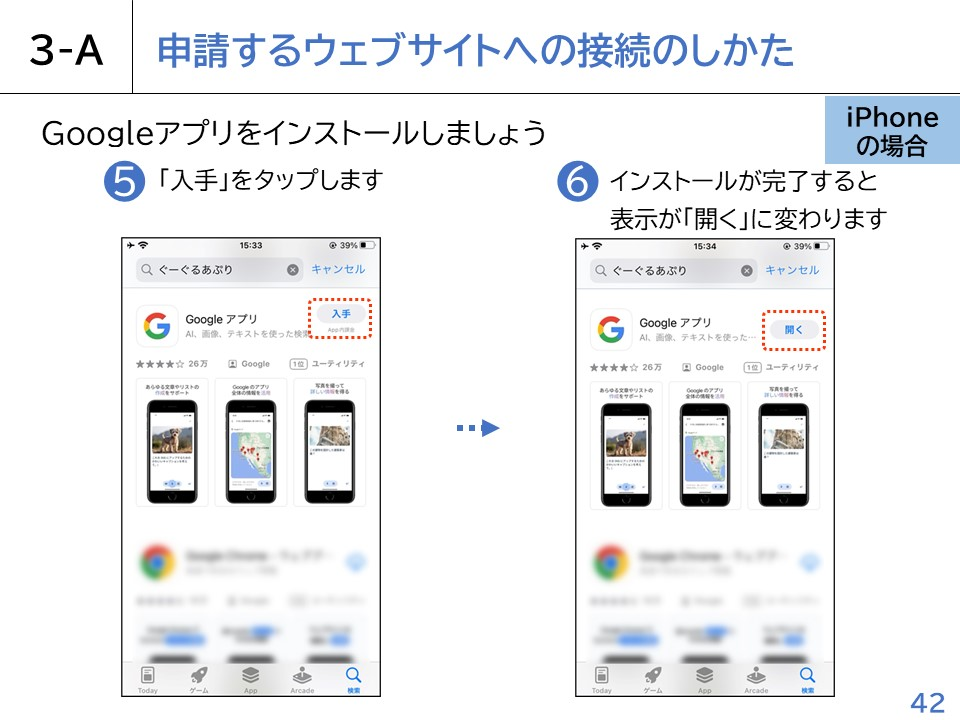 3-A
申請するウェブサイトへの接続のしかた
iPhone
の場合
Googleアプリをインストールしましょう
5
「入手」をタップします
6
インストールが完了すると
表示が「開く」に変わります
15:33
39%
ぐーぐるあぷり
キャンセル
Google アプリ
AI、画像、テキストを使った検索
入手
App内課金
26万
Google
1位
ユーティリティ
あらゆる文章やリストの
作成をサポート
Googleのアプリ
全体の情報を活用
写真を撮って
詳しい情報を得る
Today
ゲーム
App
Arcade
検索
15:34
39%
ぐーぐるあぷり
キャンセル
Google アプリ
AI、画像、テキストを使った…
開く
26万
Google
1位
ユーティリティ
あらゆる文章やリストの
作成をサポート
Googleのアプリ
全体の情報を活用
写真を撮って
詳しい情報を得る
Today
ゲーム
App
Arcade
検索
42